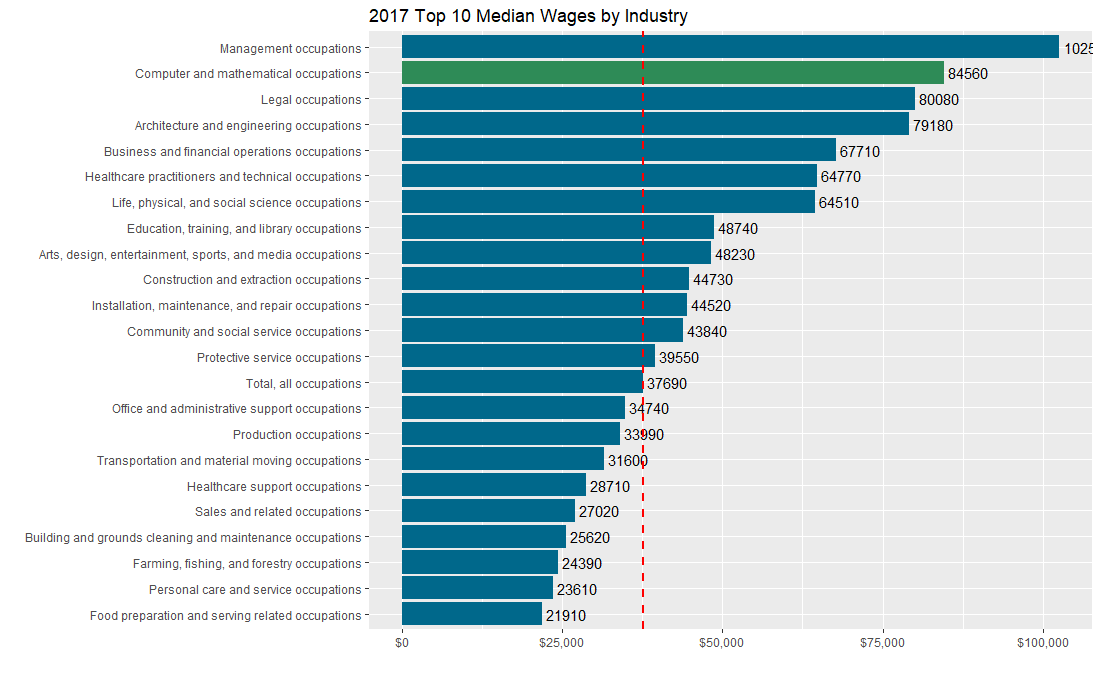 2017 Top 10 Median Wages by Industry
Management occupations 1025
Computer and mathematical occupations 84560
Legal occupations 80080
Architecture and engineering occupations 79180
Business and financial operations occupations 67710
Healthcare practitioners and technical occupations 64770
Life, physical, and social science occupations 64510
Education, training, and library occupations 48740
Arts, design, entertainment, sports, and media occupations 48230
Construction and extraction occupations 44730
Installation, maintenance, and repair occupations 44520
Community and social service occupations 43840
Protective service occupations 39550
Total, all occupations 37690
Office and administrative support occupations 34740
Production occupations 33990
Transportation and material moving occupations 31600
Healthcare support occupations 28710
Sales and related occupations 27020
Building and grounds cleaning and maintenance occupations 25620
Farming, fishing, and forestry occupations 24390
Personal care and service occupations 23610
Food preparation and serving related occupations 21910
$0 $25,000 $50,000 $75,000 $100,000